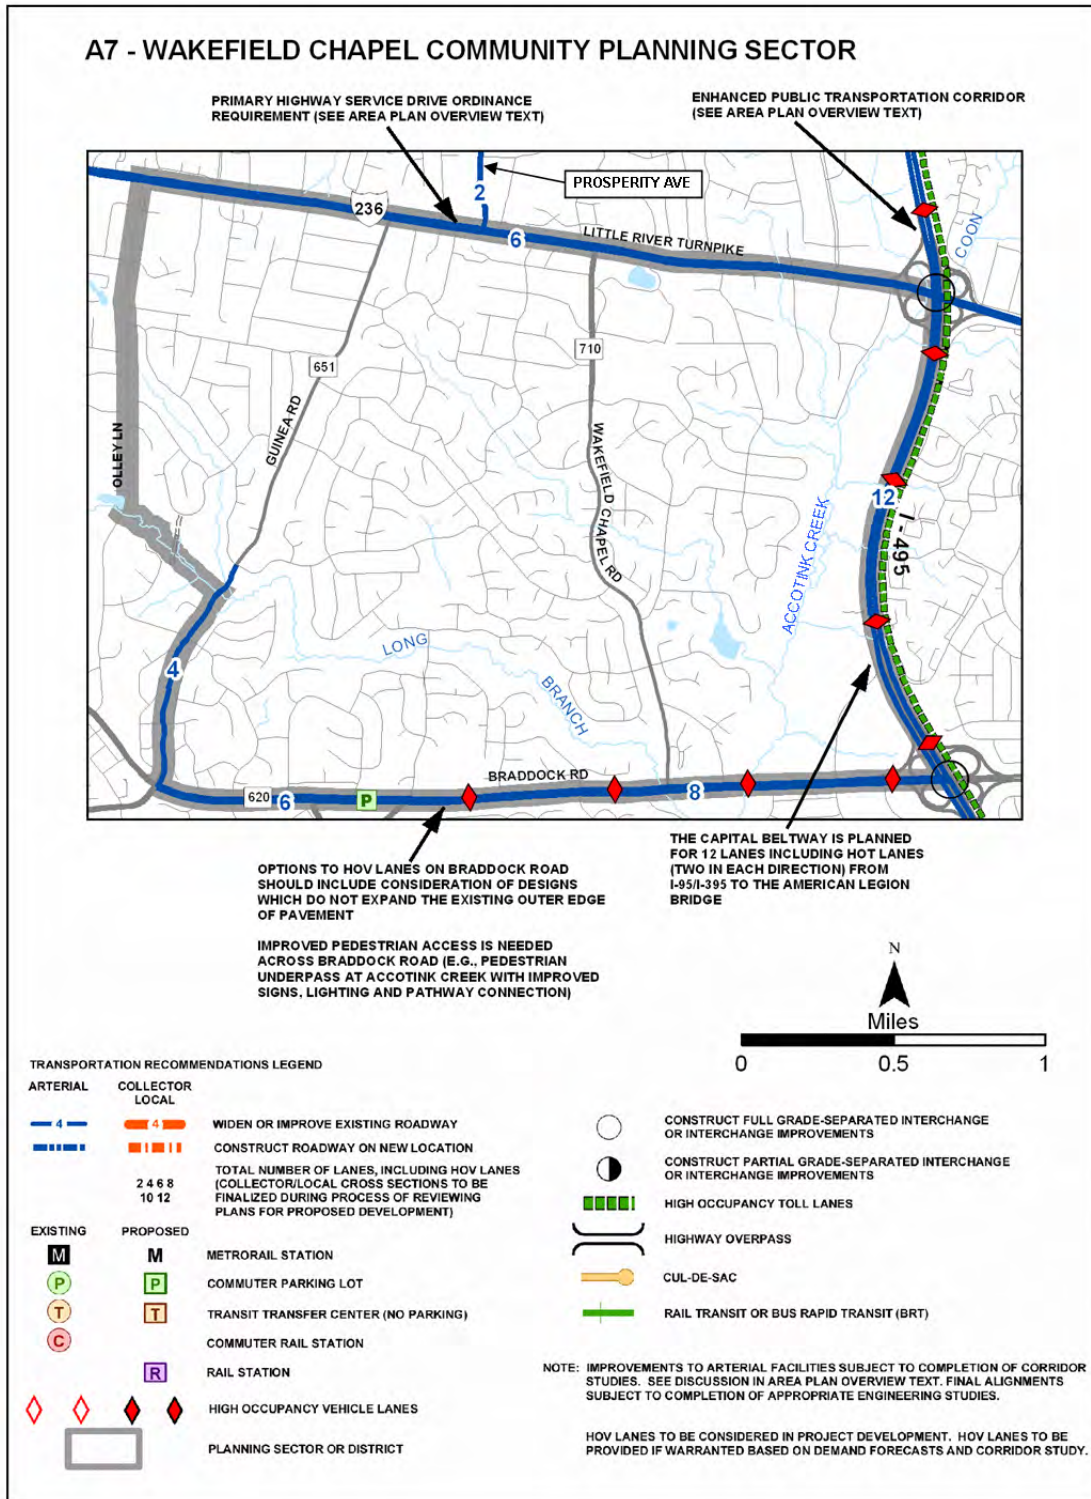 A7 - WAKEFIELD CHAPEL COMMUNITY PLANNING SECTOR
PRIMARY HIGHWAY SERVICE DRIVE ORDINANCE
REQUIREMENT (SEE AREA PLAN OVERVIEW TEXT)
ENHANCED PUBLIC TRANSPORTATION CORRIDOR
(SEE AREA PLAN OVERVIEW TEXT)
PROSPERITY AVE
2
236
6
LITTLE RIVER TURNPIKE
COON
651
710
OLLEY LN
GUINEA RD
WAKEFIELD CHAPEL RD
12
I - 495
ACCOTINK CREEK
LONG
BRANCH
4
BRADDOCK RD
620
6
P
8
OPTIONS TO HOV LANES ON BRADDOCK ROAD
SHOULD INCLUDE CONSIDERATION OF DESIGNS
WHICH DO NOT EXPAND THE EXISTING OUTER EDGE
OF PAVEMENT
IMPROVED PEDESTRIAN ACCESS IS NEEDED
ACROSS BRADDOCK ROAD (E.G., PEDESTRIAN
UNDERPASS AT ACCOTINK CREEK WITH IMPROVED
SIGNS, LIGHTING AND PATHWAY CONNECTION)
THE CAPITAL BELTWAY IS PLANNED
FOR 12 LANES INCLUDING HOT LANES
(TWO IN EACH DIRECTION) FROM
I-95/I-395 TO THE AMERICAN LEGION
BRIDGE
N
Miles
0 0.5 1
TRANSPORTATION RECOMMENDATIONS LEGEND
ARTERIAL
COLLECTOR
LOCAL
4 4 WIDEN OR IMPROVE EXISTING ROADWAY
CONSTRUCT ROADWAY ON NEW LOCATION
2 4 6 8
10 12
TOTAL NUMBER OF LANES, INCLUDING HOV LANES
(COLLECTOR/LOCAL CROSS SECTIONS TO BE
FINALIZED DURING PROCESS OF REVIEWING
PLANS FOR PROPOSED DEVELOPMENT)
EXISTING PROPOSED
M M METRORAIL STATION
P P COMMUTER PARKING LOT
T T TRANSIT TRANSFER CENTER (NO PARKING)
C COMMUTER RAIL STATION
R RAIL STATION
HIGH OCCUPANCY VEHICLE LANES
PLANNING SECTOR OR DISTRICT
CONSTRUCT FULL GRADE-SEPARATED INTERCHANGE
OR INTERCHANGE IMPROVEMENTS
CONSTRUCT PARTIAL GRADE-SEPARATED INTERCHANGE
OR INTERCHANGE IMPROVEMENTS
HIGH OCCUPANCY TOLL LANES
HIGHWAY OVERPASS
CUL-DE-SAC
RAIL TRANSIT OR BUS RAPID TRANSIT (BRT)
NOTE: IMPROVEMENTS TO ARTERIAL FACILITIES SUBJECT TO COMPLETION OF CORRIDOR
STUDIES. SEE DISCUSSION IN AREA PLAN OVERVIEW TEXT. FINAL ALIGNMENTS
SUBJECT TO COMPLETION OF APPROPRIATE ENGINEERING STUDIES.
HOV LANES TO BE CONSIDERED IN PROJECT DEVELOPMENT. HOV LANES TO BE
PROVIDED IF WARRANTED BASED ON DEMAND FORECASTS AND CORRIDOR STUDY.